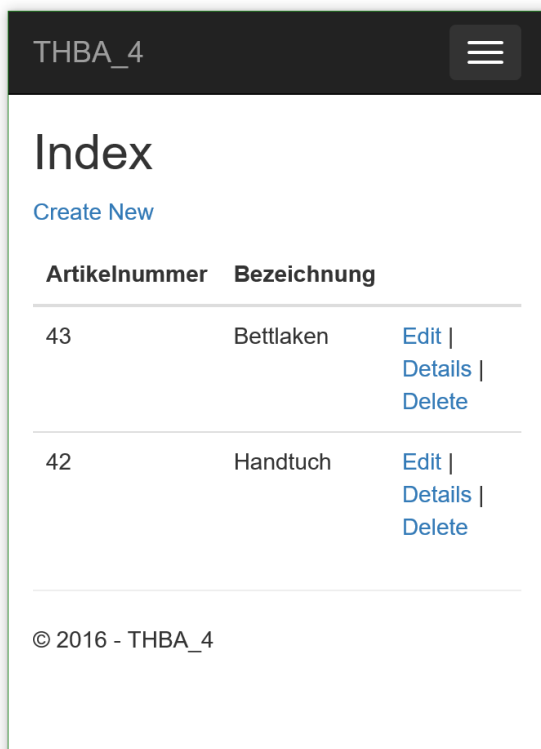 THBA_4
Index
Create New
Artikelnummer Bezeichnung
43 Bettlaken Edit |
Details |
Delete
42 Handtuch Edit |
Details |
Delete
© 2016 - THBA_4